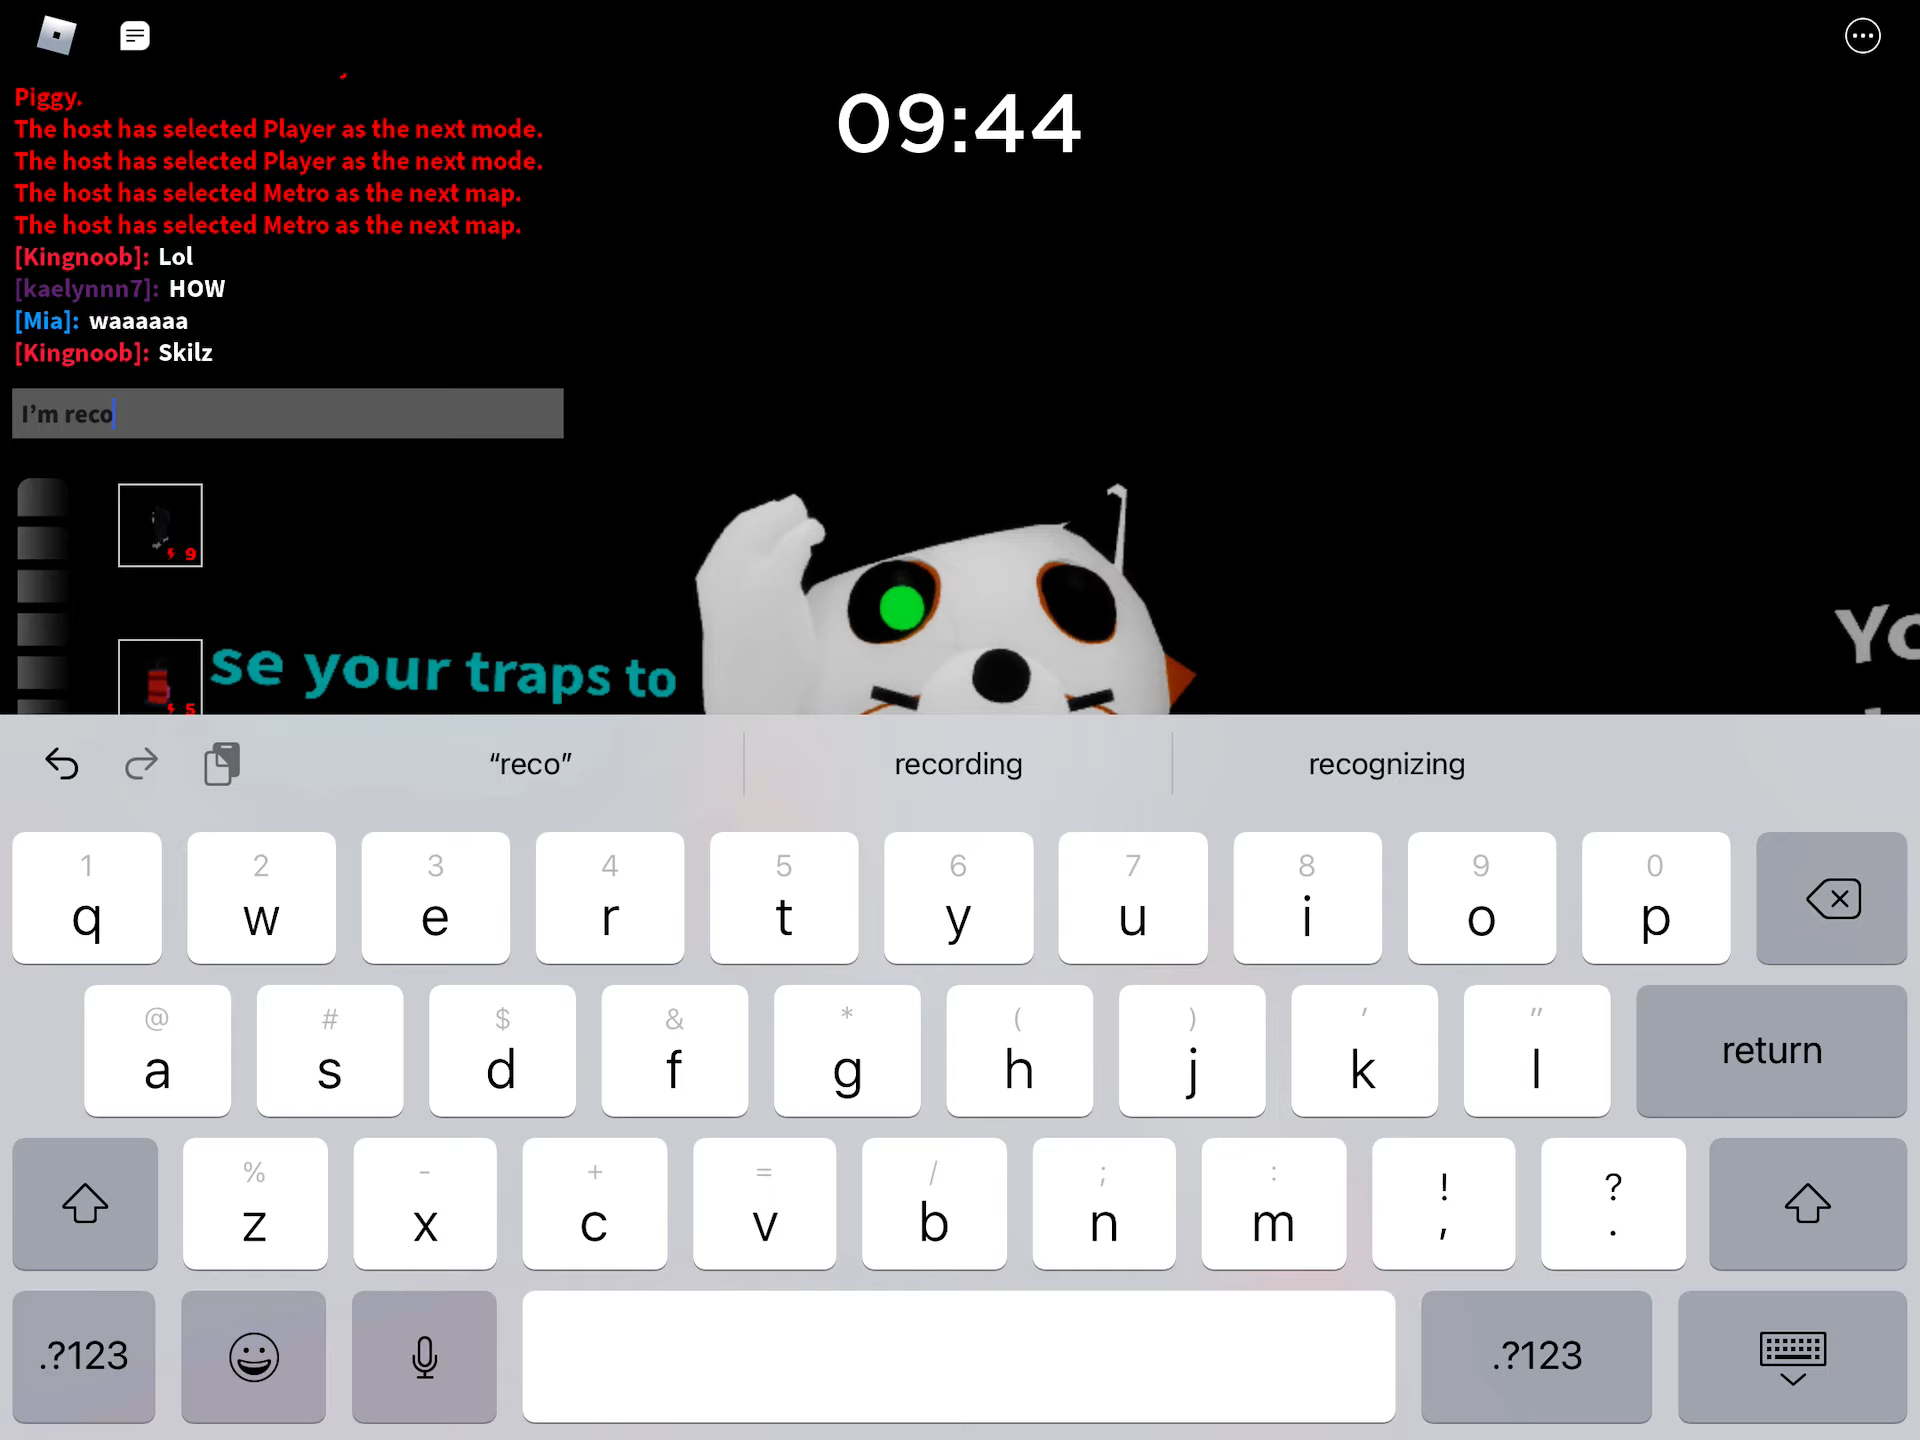 Piggy.
The host has selected Player as the next mode.
The host has selected Player as the next mode.
The host has selected Metro as the next map.
The host has selected Metro as the next map.
[Kingnoob]: Lol
[kaelynnn7]: HOW
[Mia]: waaaaaa
[Kingnoob]: Skilz
09:44
I’m reco
9
5
se your traps to
“reco” recording recognizing
1 2 3 4 5 6 7 8 9 0
q w e r t y u i o p
@ # $ & * ( ) ' "
a s d f g h j k l return
% - + = / ; : ! ?
z x c v b n m , .
.?123 .?123